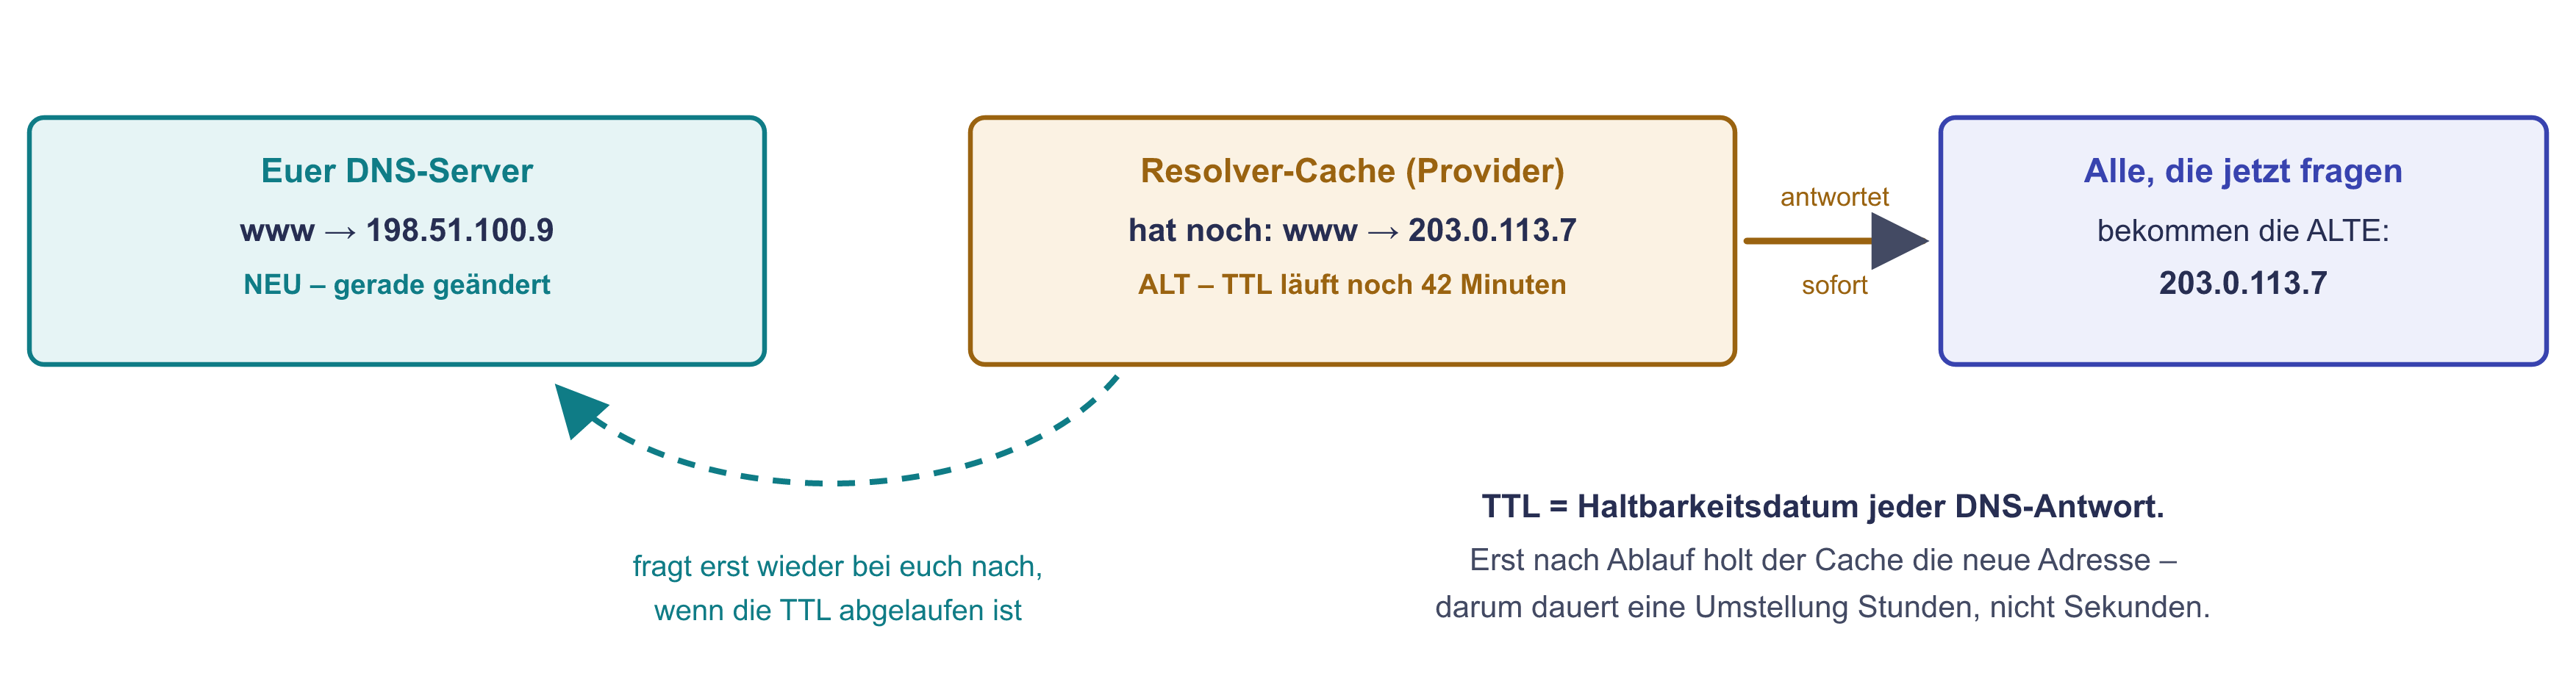 Euer DNS-Server
www → 198.51.100.9
NEU – gerade geändert
Resolver-Cache (Provider)
hat noch: www → 203.0.113.7
ALT – TTL läuft noch 42 Minuten
antwortet
sofort
Alle, die jetzt fragen
bekommen die ALTE:
203.0.113.7
fragt erst wieder bei euch nach,
wenn die TTL abgelaufen ist
TTL = Haltbarkeitsdatum jeder DNS-Antwort.
Erst nach Ablauf holt der Cache die neue Adresse –
darum dauert eine Umstellung Stunden, nicht Sekunden.